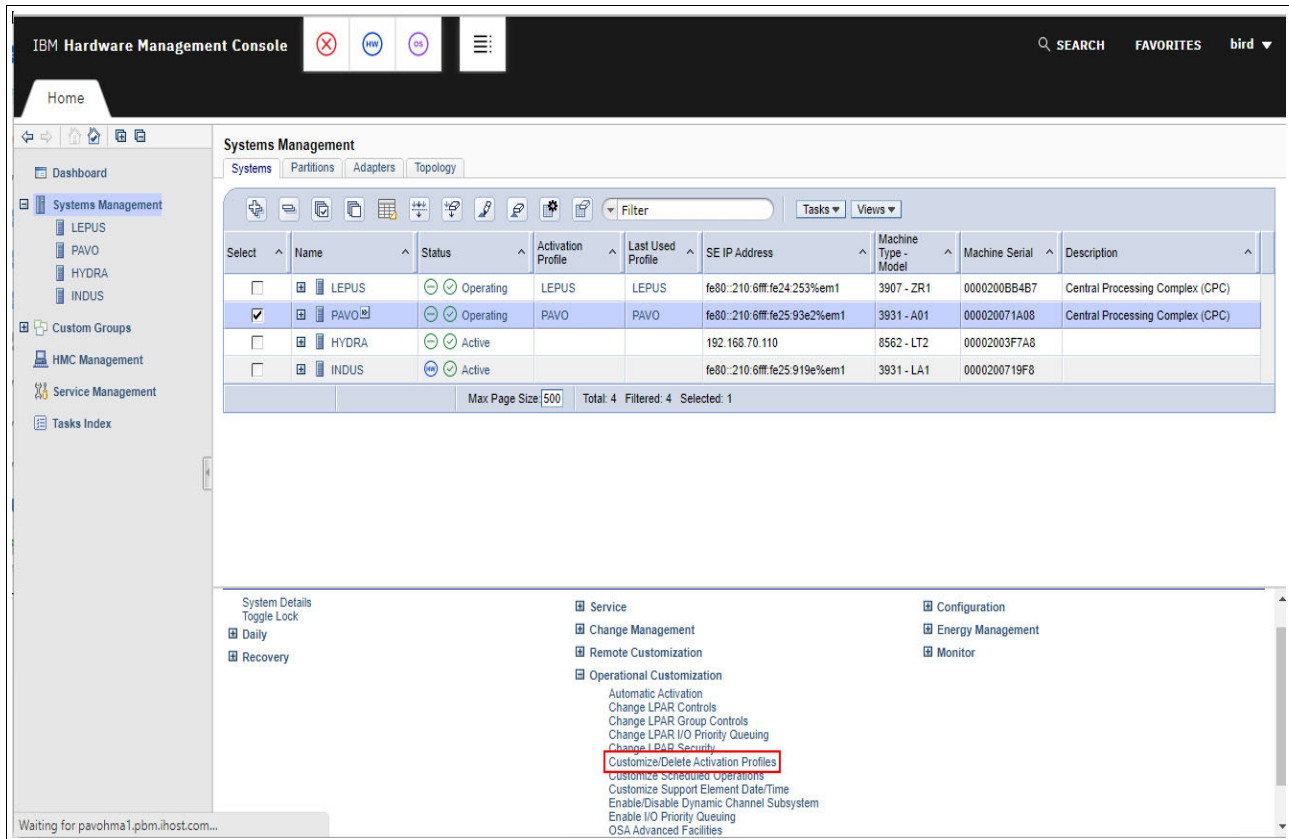 IBM Hardware Management Console
HW
OS
SEARCH
FAVORITES
bird
Home
Dashboard
Systems Management
LEPUS
PAVO
HYDRA
INDUS
Custom Groups
HMC Management
Service Management
Tasks Index
Systems Management
Systems Partitions Adapters Topology
Filter Tasks Views
Select Name Status Activation Profile Last Used Profile SE IP Address Machine Type - Model Machine Serial Description
LEPUS Operating LEPUS LEPUS fe80::210:6fff:fe24:253%em1 3907 - ZR1 0000200BB4B7 Central Processing Complex (CPC)
PAVO Operating PAVO PAVO fe80::210:6fff:fe25:93e2%em1 3931 - A01 000020071A08 Central Processing Complex (CPC)
HYDRA Active 192.168.70.110 8562 - LT2 00002003F7A8
HW
INDUS Active fe80::210:6fff:fe25:919e%em1 3931 - LA1 0000200719F8
Max Page Size: 500 Total: 4 Filtered: 4 Selected: 1
System Details
Toggle Lock
Daily
Recovery
Service
Change Management
Remote Customization
Operational Customization
Automatic Activation
Change LPAR Controls
Change LPAR Group Controls
Change LPAR I/O Priority Queuing
Change LPAR Security
Customize/Delete Activation Profiles
Customize Scheduled Operations
Customize Support Element Date/Time
Enable/Disable Dynamic Channel Subsystem
Enable I/O Priority Queuing
OSA Advanced Facilities
Configuration
Energy Management
Monitor
Waiting for pavohma1.pbm.ihost.com...